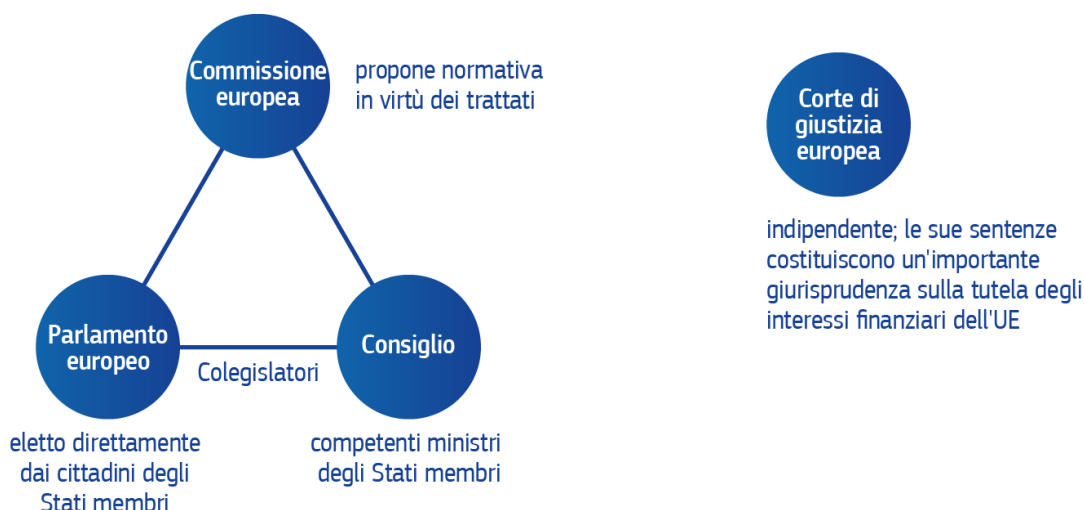 Commissione
europea
propone normativa
in virtù dei trattati
Parlamento
europeo
Colegislatori
Consiglio
eletto direttamente
dai cittadini degli
Stati membri
competenti ministri
degli Stati membri
Corte di
giustizia
europea
indipendente; le sue sentenze
costituiscono un'importante
giurisprudenza sulla tutela degli
interessi finanziari dell'UE